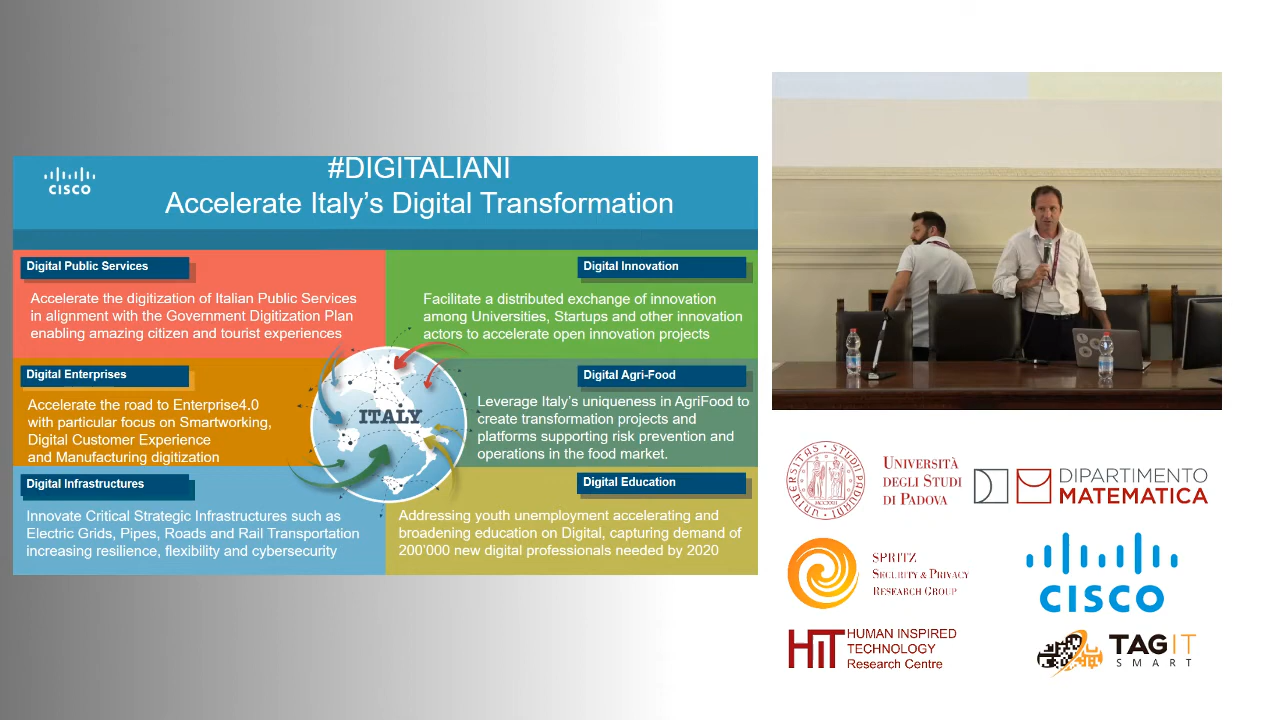 CISCO
#DIGITALIANI
Accelerate Italy's Digital Transformation
Digital Public Services
Accelerate the digitization of Italian Public Services
in alignment with the Government Digitization Plan
enabling amazing citizen and tourist experiences
Digital Innovation
Facilitate a distributed exchange of innovation
among Universities, Startups and other innovation
actors to accelerate open innovation projects
Digital Enterprises
Accelerate the road to Enterprise4.0
with particular focus on Smartworking,
Digital Customer Experience
and Manufacturing digitization
ITALY
Digital Agri-Food
Leverage Italy's uniqueness in AgriFood to
create transformation projects and
platforms supporting risk prevention and
operations in the food market.
Digital Infrastructures
Innovate Critical Strategic Infrastructures such as
Electric Grids, Pipes, Roads and Rail Transportation
increasing resilience, flexibility and cybersecurity
Digital Education
Addressing youth unemployment accelerating and
broadening education on Digital, capturing demand of
200'000 new digital professionals needed by 2020
UNIVERSITÀ
DEGLI STUDI
DI PADOVA
DIPARTIMENTO
MATEMATICA
SPRITZ
SECURITY & PRIVACY
RESEARCH GROUP
CISCO
HIT
HUMAN INSPIRED
TECHNOLOGY
Research Centre
TAGIT
SMART